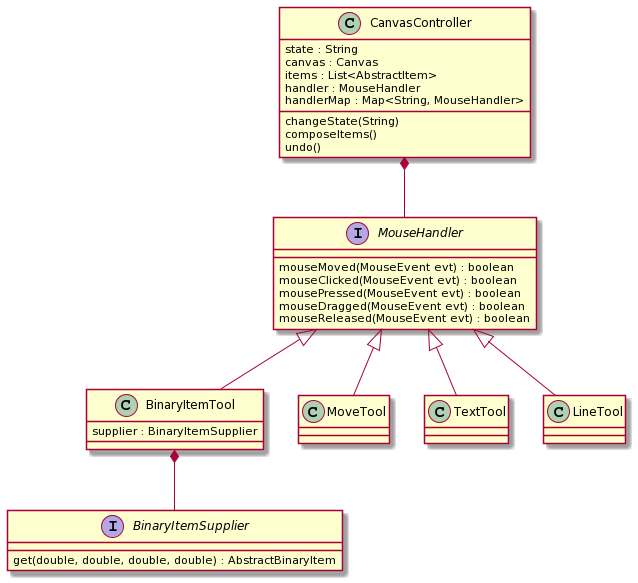 C CanvasController
state : String
canvas : Canvas
items : List<AbstractItem>
handler : MouseHandler
handlerMap : Map<String, MouseHandler>
changeState(String)
composeItems()
undo()
I MouseHandler
mouseMoved(MouseEvent evt) : boolean
mouseClicked(MouseEvent evt) : boolean
mousePressed(MouseEvent evt) : boolean
mouseDragged(MouseEvent evt) : boolean
mouseReleased(MouseEvent evt) : boolean
C BinaryItemTool
supplier : BinaryItemSupplier
C MoveTool
C TextTool
C LineTool
I BinaryItemSupplier
get(double, double, double, double) : AbstractBinaryItem